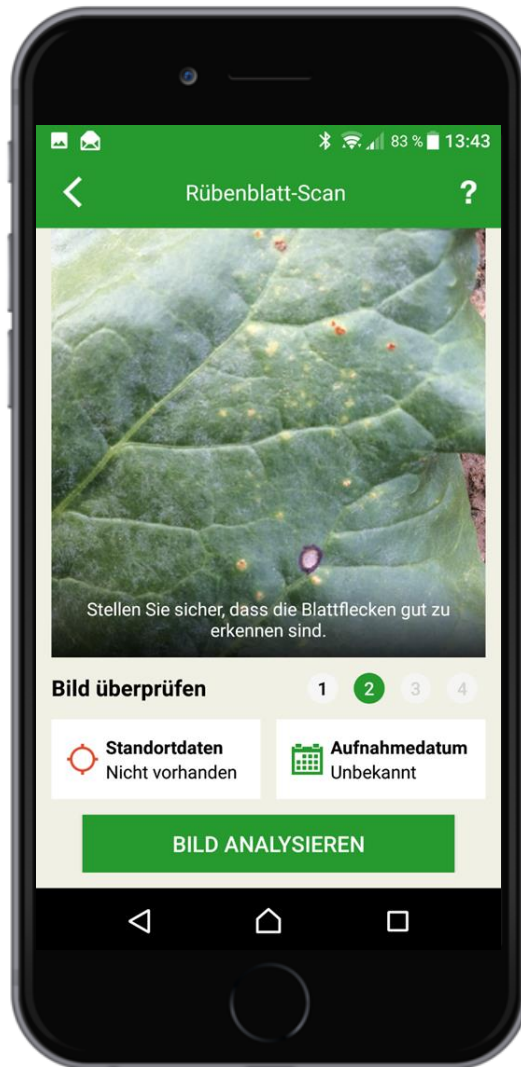 83 % 13:43
Rübenblatt-Scan ?
Stellen Sie sicher, dass die Blattflecken gut zu
erkennen sind.
Bild überprüfen 1 2 3 4
Standortdaten
Nicht vorhanden
Aufnahmedatum
Unbekannt
BILD ANALYSIEREN